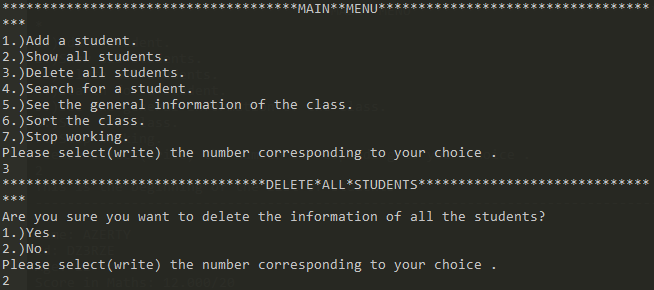 *************************************MAIN**MENU**********************************
***
1.)Add a student.
2.)Show all students.
3.)Delete all students.
4.)Search for a student.
5.)See the general information of the class.
6.)Sort the class.
7.)Stop working.
Please select(write) the number corresponding to your choice .
3
*********************************DELETE*ALL*STUDENTS*****************************
***
Are you sure you want to delete the information of all the students?
1.)Yes.
2.)No.
Please select(write) the number corresponding to your choice .
2